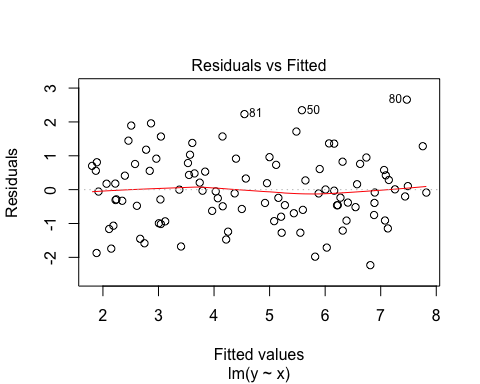 Residuals vs Fitted
3
2
1
0
-1
-2
Residuals
81
50
80
2 3 4 5 6 7 8
Fitted values
lm(y ~ x)